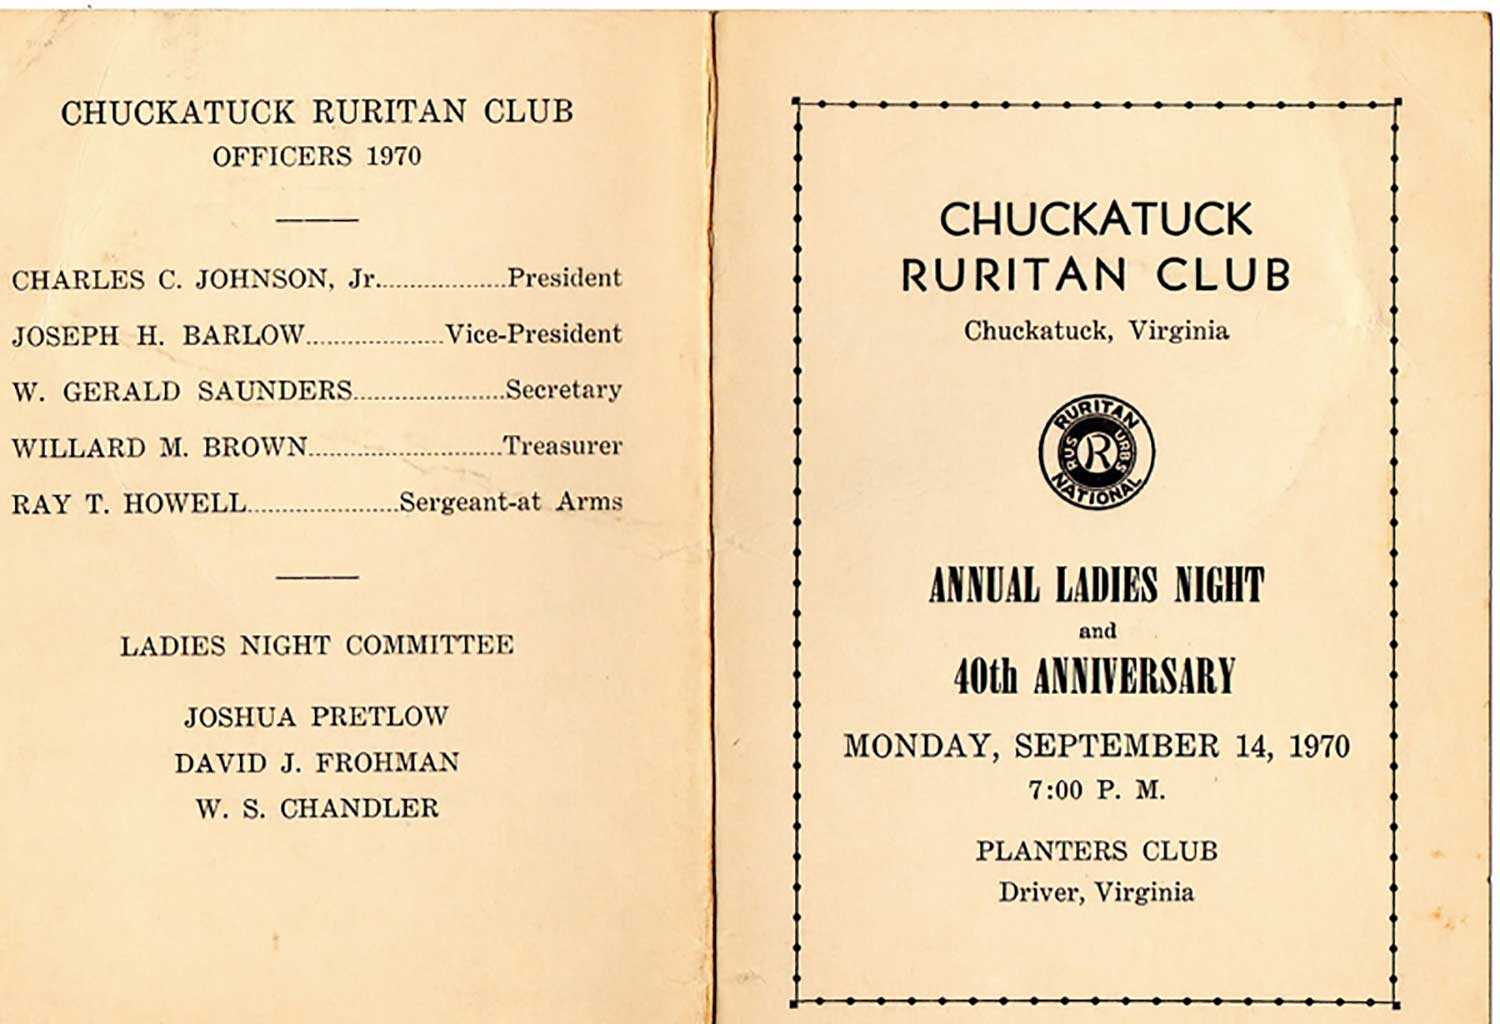 CHUCKATUCK RURITAN CLUB
OFFICERS 1970
CHARLES C. JOHNSON, Jr..................President
JOSEPH H. BARLOW....................Vice-President
W. GERALD SAUNDERS......................Secretary
WILLARD M. BROWN............................Treasurer
RAY T. HOWELL......................Sergeant-at Arms
LADIES NIGHT COMMITTEE
JOSHUA PRETLOW
DAVID J. FROHMAN
W. S. CHANDLER
CHUCKATUCK
RURITAN CLUB
Chuckatuck, Virginia
RURITAN
RUS R URBS
NATIONAL
ANNUAL LADIES NIGHT
and
40th ANNIVERSARY
MONDAY, SEPTEMBER 14, 1970
7:00 P. M.
PLANTERS CLUB
Driver, Virginia